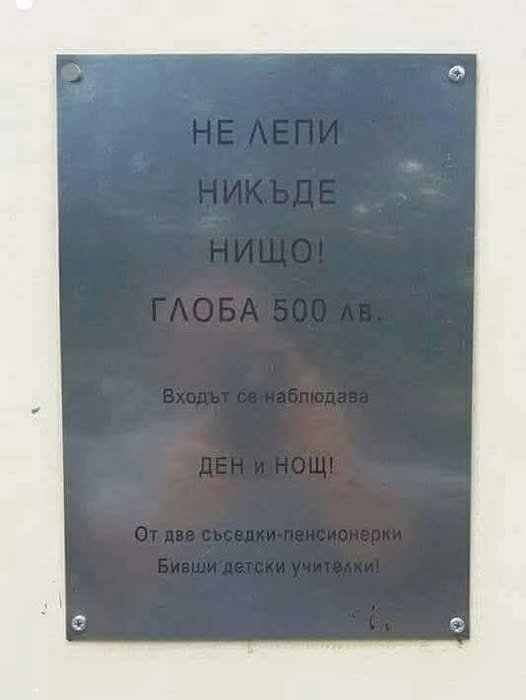 НЕ ЛЕПИ
НИКЪДЕ
НИЩО!
ГЛОБА 500 лв.
Входът се наблюдава
ДЕН и НОЩ!
От две съседки-пенсионерки
Бивши детски учителки!